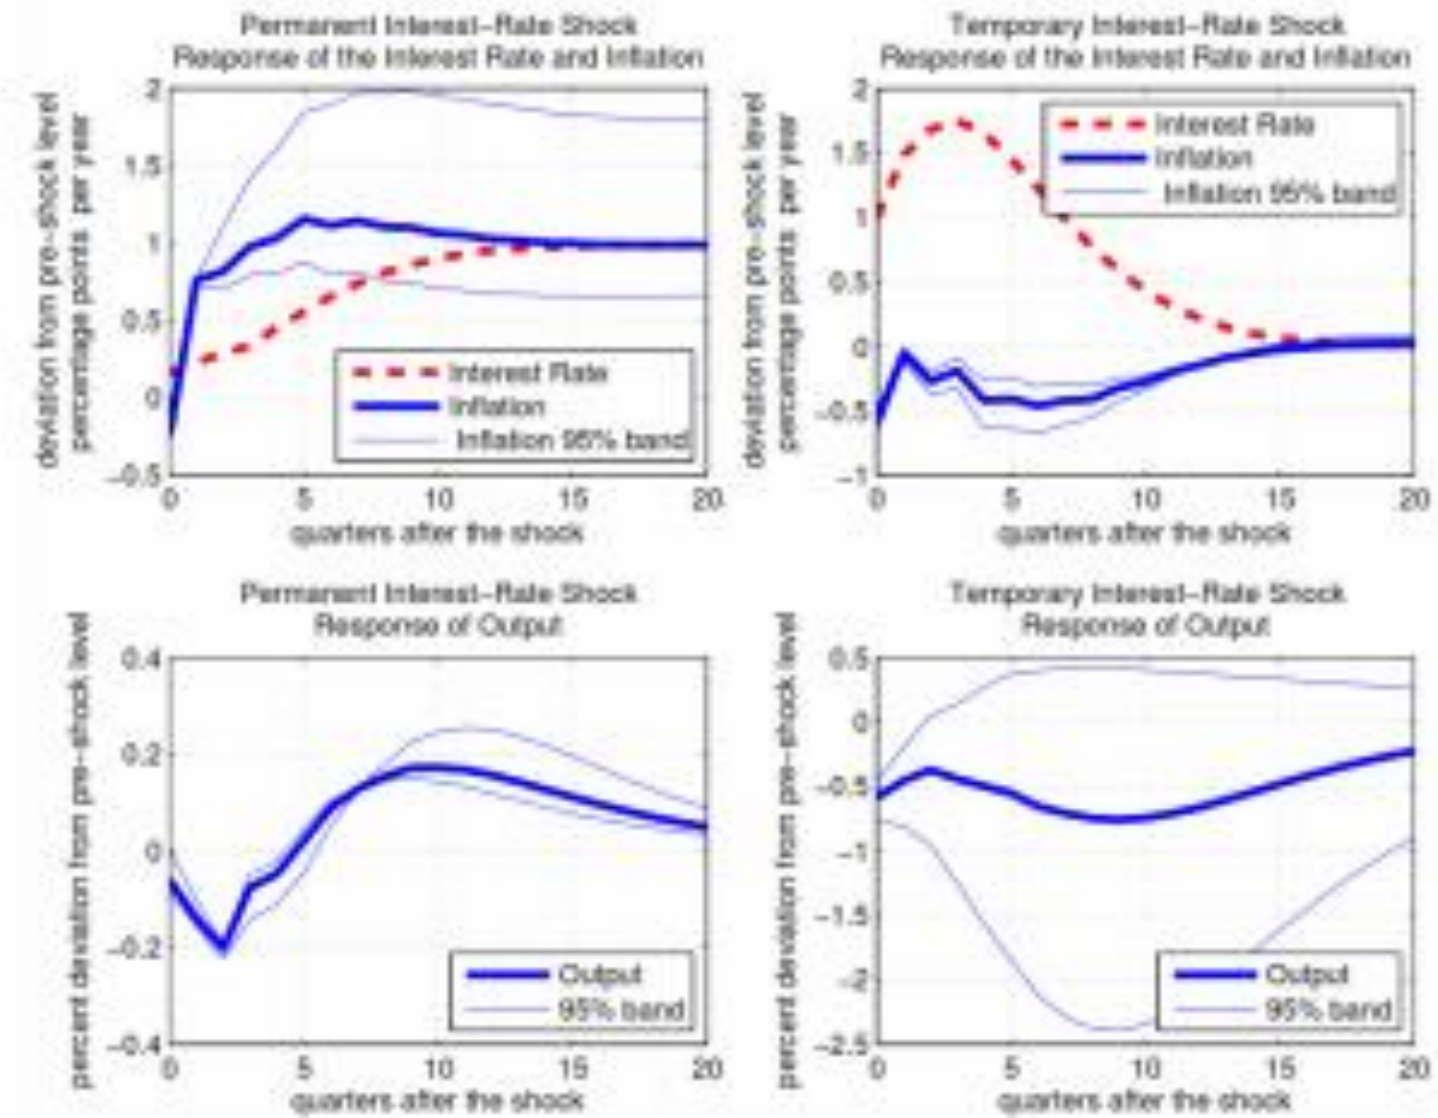 Permanent Interest-Rate Shock
Response of the Interest Rate and Inflation
deviation from pre-shock level
percentage points per year
2
1.5
1
0.5
0
-0.5
Interest Rate
Inflation
Inflation 95% band
0 5 10 15 20
quarters after the shock
Temporary Interest-Rate Shock
Response of the Interest Rate and Inflation
deviation from pre-shock level
percentage points per year
2
1.5
1
0.5
0
-0.5
-1
Interest Rate
Inflation
Inflation 95% band
0 5 10 15 20
quarters after the shock
Permanent Interest-Rate Shock
Response of Output
percent deviation from pre-shock level
0.4
0.2
0
-0.2
-0.4
Output
95% band
0 5 10 15 20
quarters after the shock
Temporary Interest-Rate Shock
Response of Output
percent deviation from pre-shock level
0.5
0
-0.5
-1
-1.5
-2
-2.5
Output
95% band
0 5 10 15 20
quarters after the shock